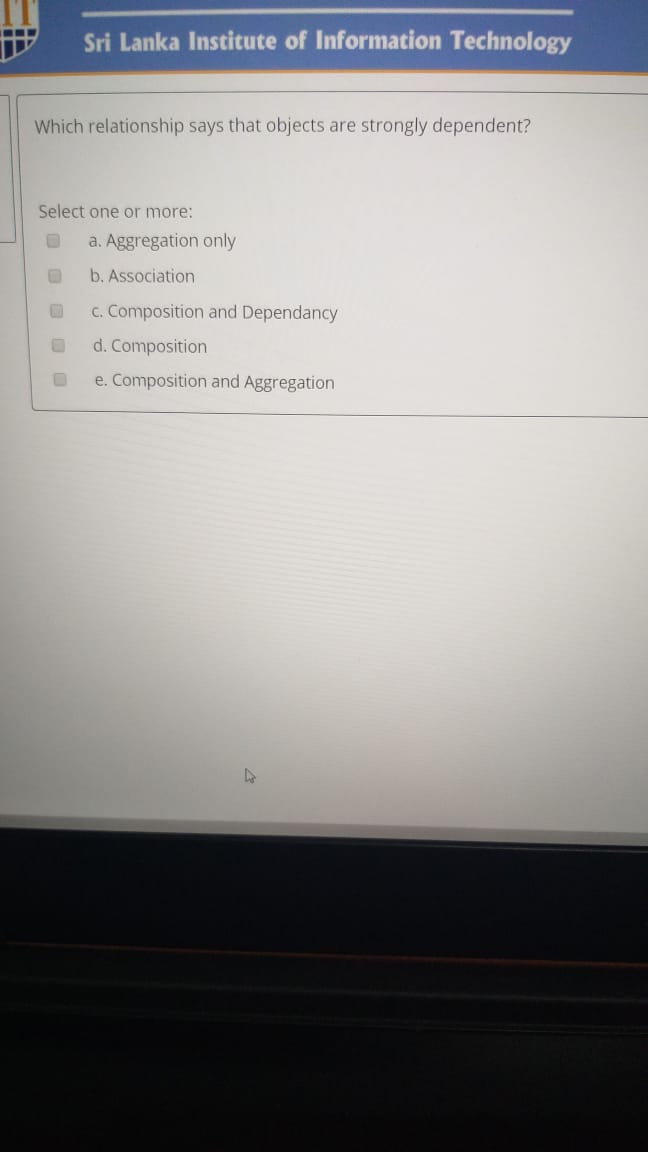 IT
Sri Lanka Institute of Information Technology
Which relationship says that objects are strongly dependent?
Select one or more:
a. Aggregation only
b. Association
c. Composition and Dependancy
d. Composition
e. Composition and Aggregation